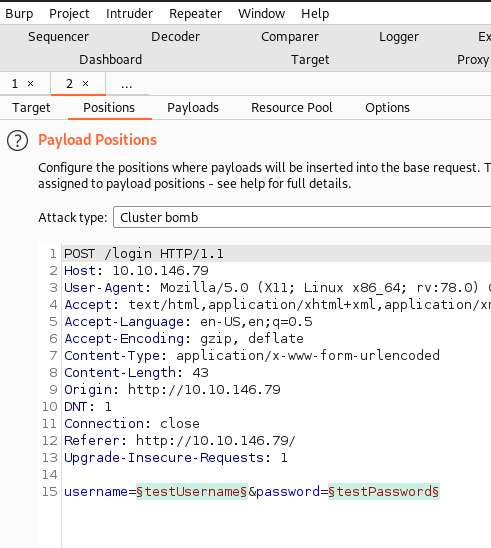 Burp Project Intruder Repeater Window Help
Sequencer Decoder Comparer Logger
Dashboard Target Proxy
1 × 2 × ...
Target Positions Payloads Resource Pool Options
? Payload Positions
Configure the positions where payloads will be inserted into the base request.
assigned to payload positions - see help for full details.
Attack type: Cluster bomb
1 POST /login HTTP/1.1
2 Host: 10.10.146.79
3 User-Agent: Mozilla/5.0 (X11; Linux x86_64; rv:78.0)
4 Accept: text/html,application/xhtml+xml,application/xm
5 Accept-Language: en-US,en;q=0.5
6 Accept-Encoding: gzip, deflate
7 Content-Type: application/x-www-form-urlencoded
8 Content-Length: 43
9 Origin: http://10.10.146.79
10 DNT: 1
11 Connection: close
12 Referer: http://10.10.146.79/
13 Upgrade-Insecure-Requests: 1
14
15 username=§testUsername§&password=§testPassword§